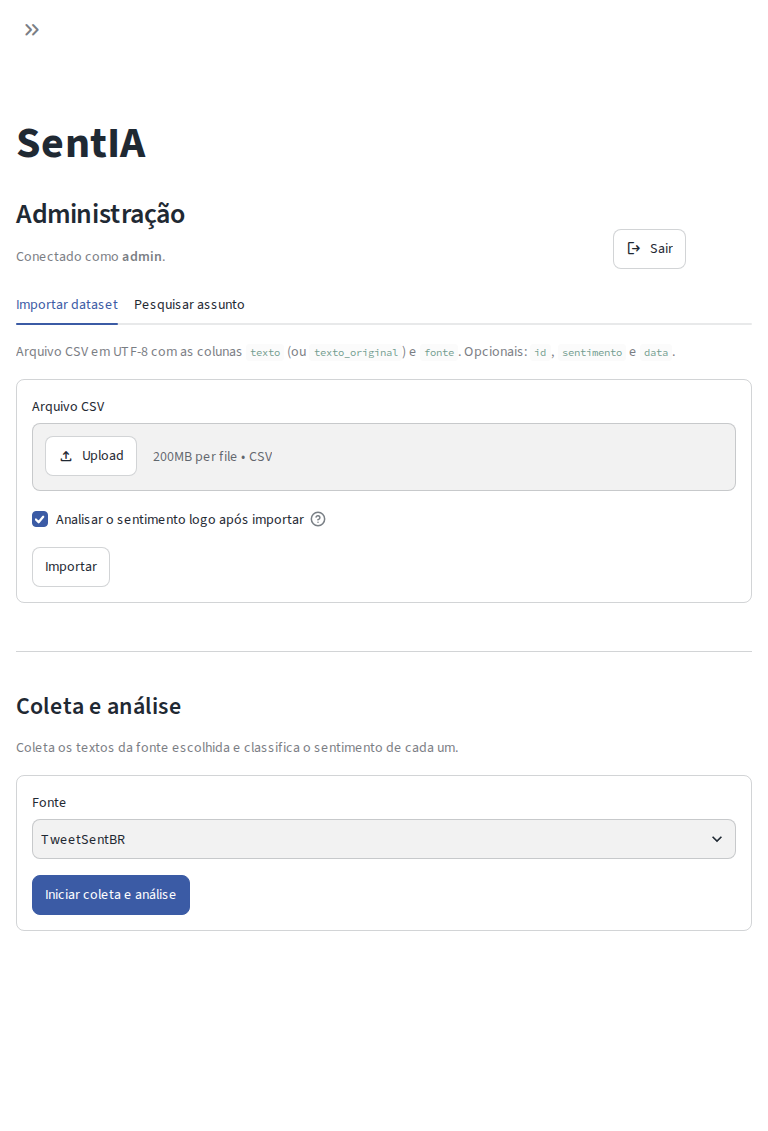 SentIA
Administração
Conectado como admin.
Sair
Importar dataset Pesquisar assunto
Arquivo CSV em UTF-8 com as colunas texto (ou texto_original) e fonte. Opcionais: id, sentimento e data.
Arquivo CSV
Upload 200MB per file • CSV
Analisar o sentimento logo após importar
Importar
Coleta e análise
Coleta os textos da fonte escolhida e classifica o sentimento de cada um.
Fonte
TweetSentBR
Iniciar coleta e análise